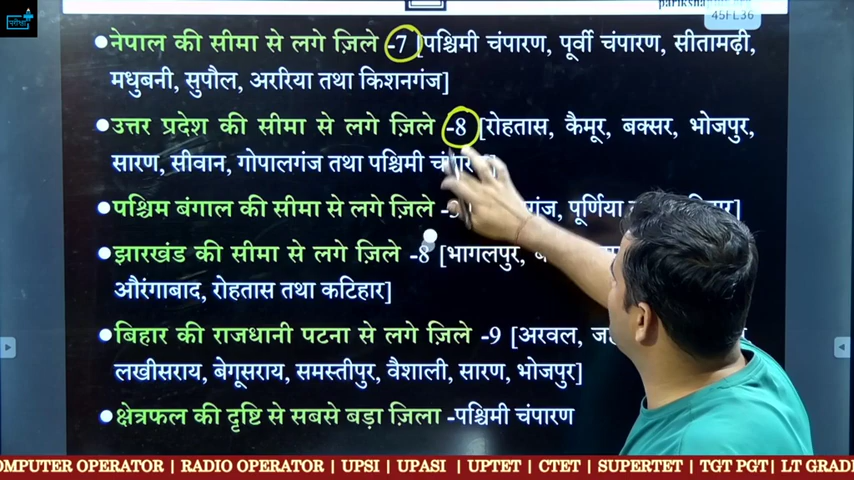 परीक्षा
45FL36
•नेपाल की सीमा से लगे ज़िले -7 [पश्चिमी चंपारण, पूर्वी चंपारण, सीतामढ़ी,
मधुबनी, सुपौल, अररिया तथा किशनगंज]
•उत्तर प्रदेश की सीमा से लगे ज़िले -8 [रोहतास, कैमूर, बक्सर, भोजपुर,
सारण, सीवान, गोपालगंज तथा पश्चिमी
•पश्चिम बंगाल की सीमा से लगे ज़िले पूर्णिया
•झारखंड की सीमा से लगे ज़िले -8 [भागलपुर,
औरंगाबाद, रोहतास तथा कटिहार]
•बिहार की राजधानी पटना से लगे ज़िले -9 [अरवल,
लखीसराय, बेगूसराय, समस्तीपुर, वैशाली, सारण, भोजपुर]
•क्षेत्रफल की दृष्टि से सबसे बड़ा ज़िला -पश्चिमी चंपारण
OMPUTER OPERATOR | RADIO OPERATOR | UPSI | UPASI | UPTET | CTET | SUPERTET | TGT PGT| LT GRADE